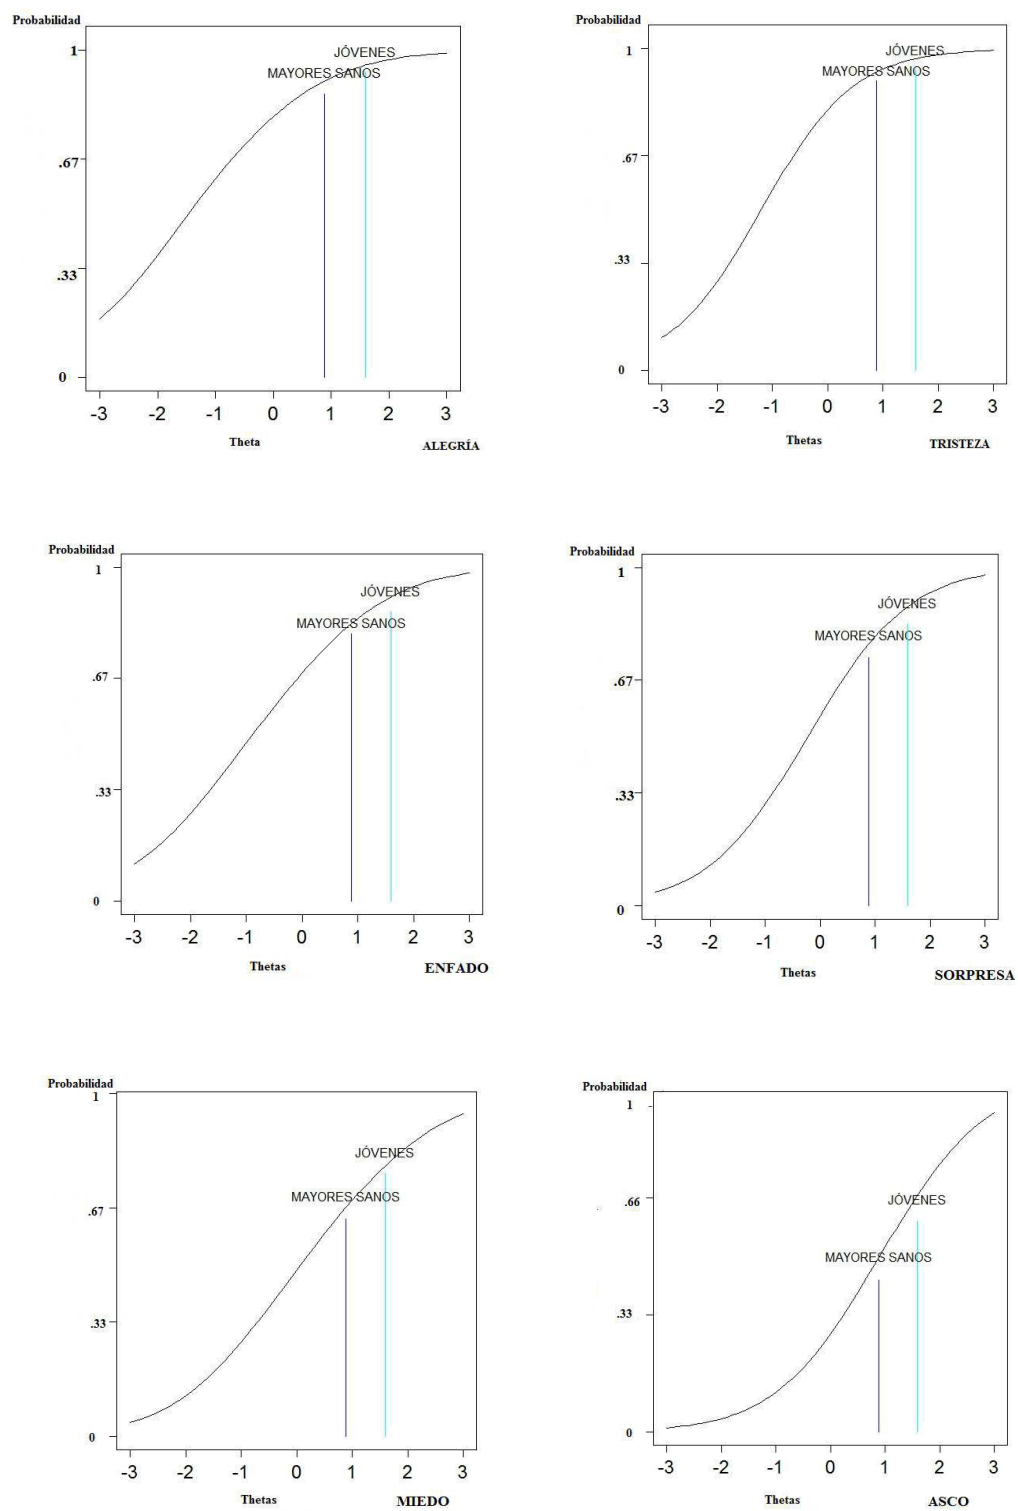 Probabilidad
1
.67
.33
0
JÓVENES
MAYORES SANOS
-3 -2 -1 0 1 2 3
Theta
ALEGRÍA
Probabilidad
1
.67
.33
0
JÓVENES
MAYORES SANOS
-3 -2 -1 0 1 2 3
Thetas
TRISTEZA
Probabilidad
1
.67
.33
0
JÓVENES
MAYORES SANOS
-3 -2 -1 0 1 2 3
Thetas
ENFADO
Probabilidad
1
.67
.33
0
JÓVENES
MAYORES SANOS
-3 -2 -1 0 1 2 3
Thetas
SORPRESA
Probabilidad
1
.67
.33
0
JÓVENES
MAYORES SANOS
-3 -2 -1 0 1 2 3
Thetas
MIEDO
Probabilidad
1
.66
.33
0
JÓVENES
MAYORES SANOS
-3 -2 -1 0 1 2 3
Thetas
ASCO